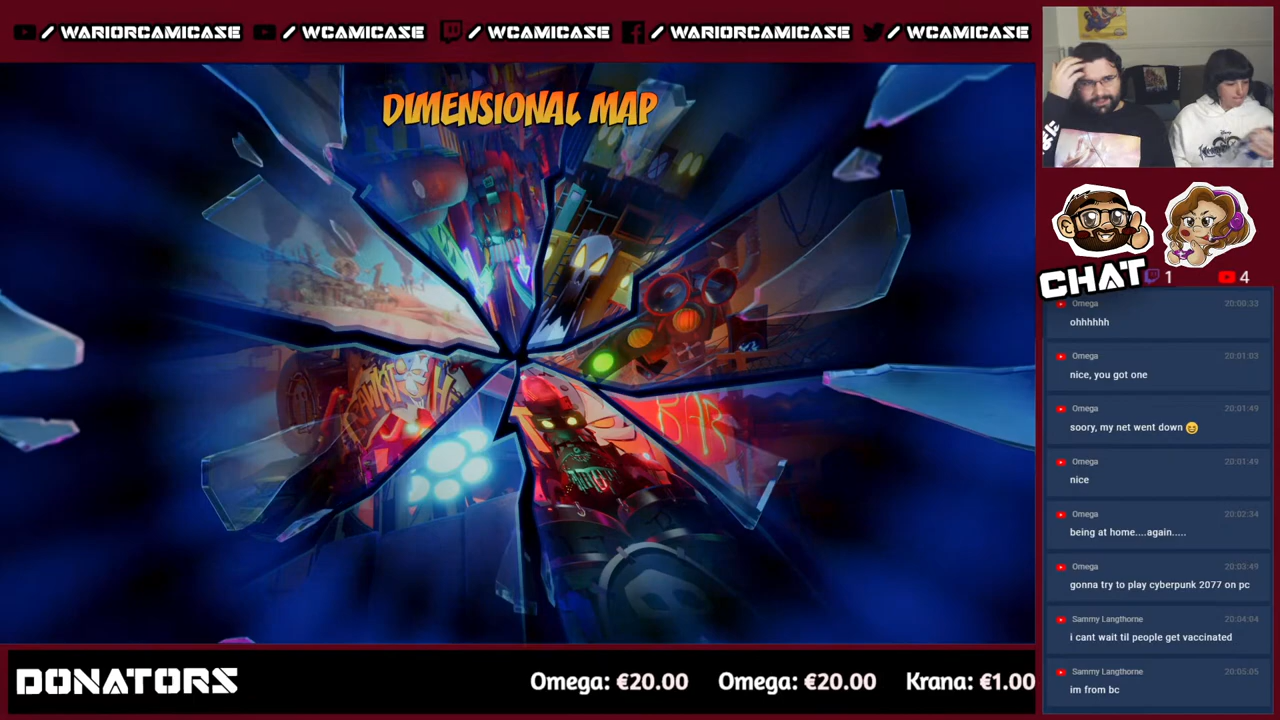 / WARIORCAMICASE / WCAMICASE / WCAMICASE / WARIORCAMICASE / WCAMICASE
DIMENSIONAL MAP
BAR
CHAT 1 4
Omega 20:00:33
ohhhhhh
Omega 20:01:03
nice, you got one
Omega 20:01:49
soory, my net went down 😄
Omega 20:01:49
nice
Omega 20:02:34
being at home....again.....
Omega 20:03:49
gonna try to play cyberpunk 2077 on pc
Sammy Langthorne 20:04:04
i cant wait til people get vaccinated
Sammy Langthorne 20:05:05
im from bc
DONATORS Omega: €20.00 Omega: €20.00 Krana: €1.00